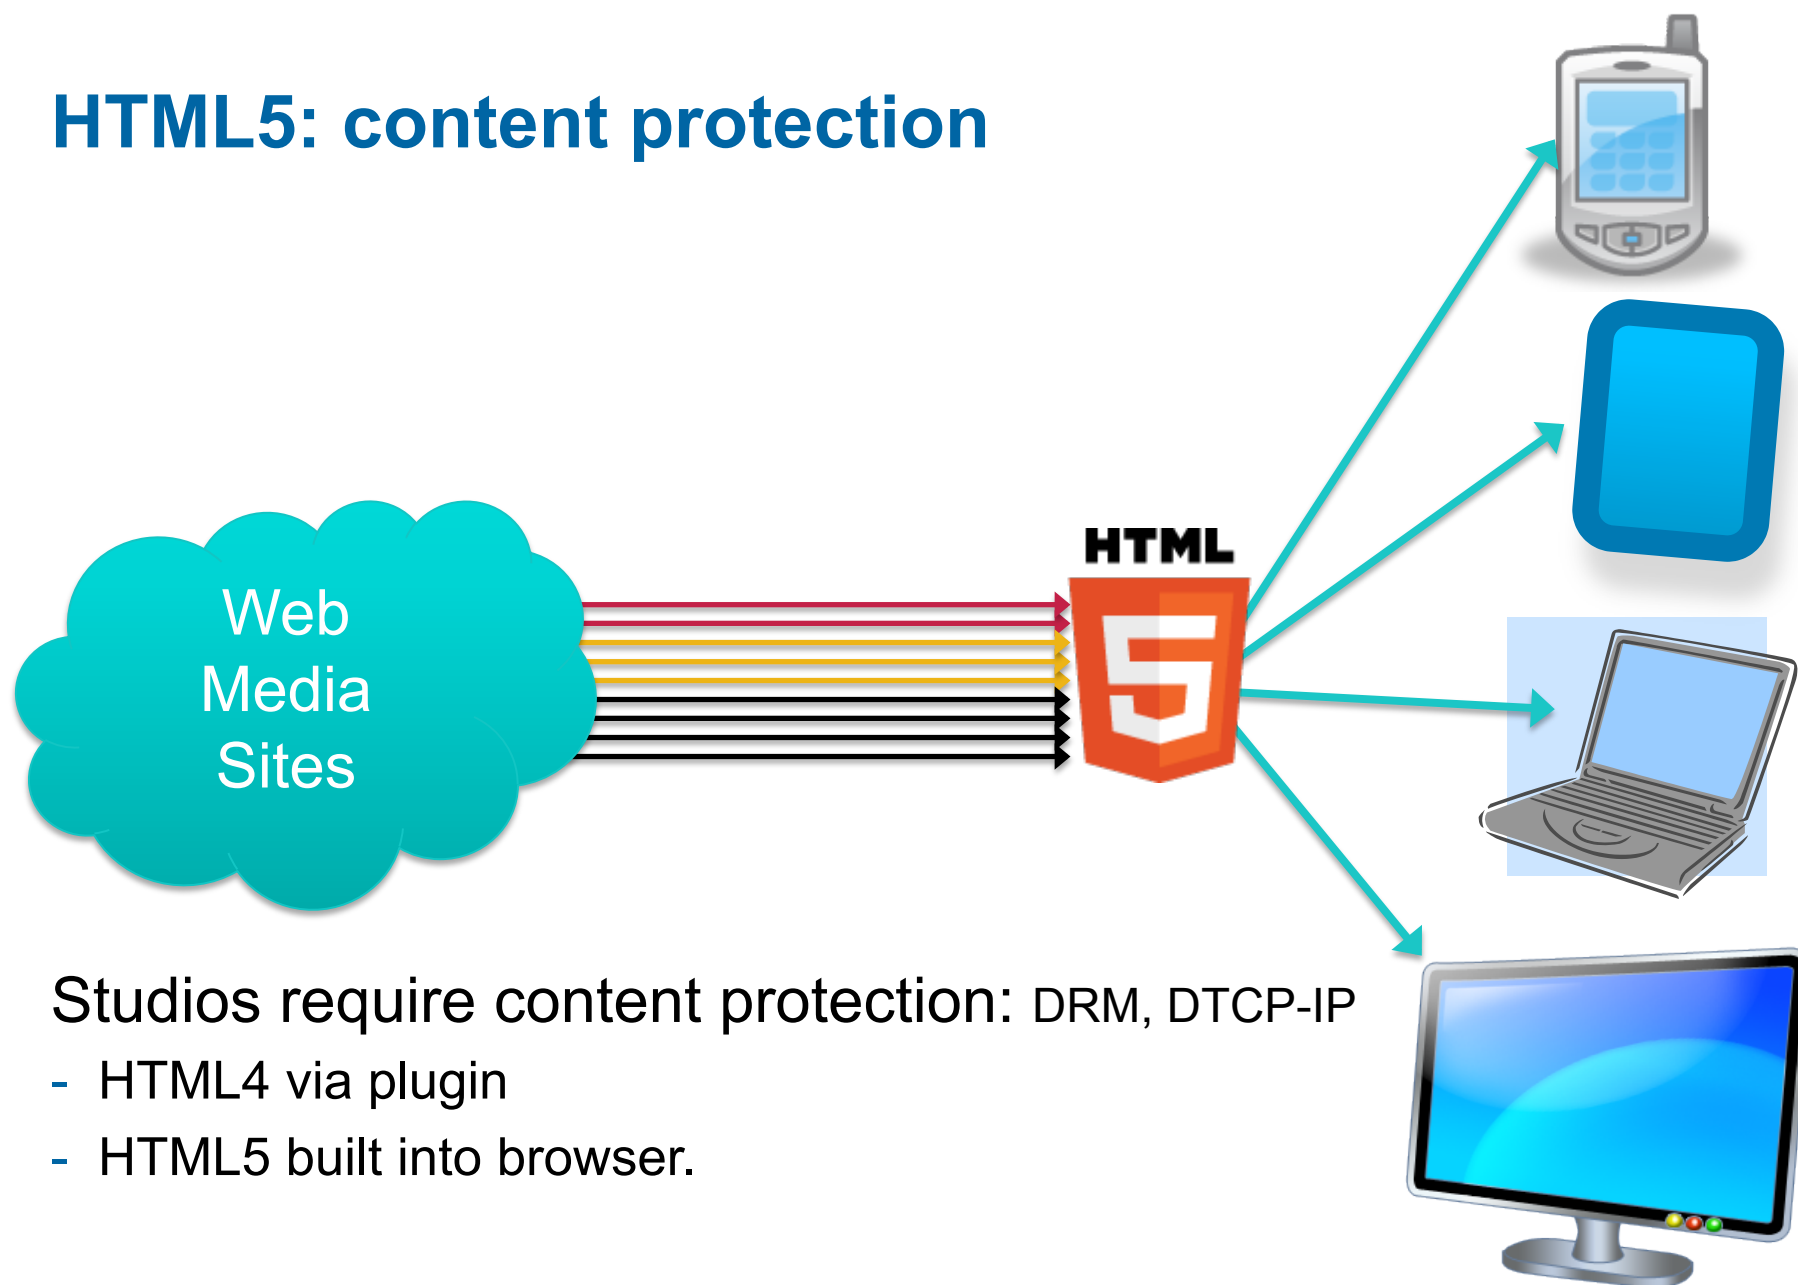 HTML5: content protection
HTML
5
Web
Media
Sites
Studios require content protection: DRM, DTCP-IP
- HTML4 via plugin
- HTML5 built into browser.